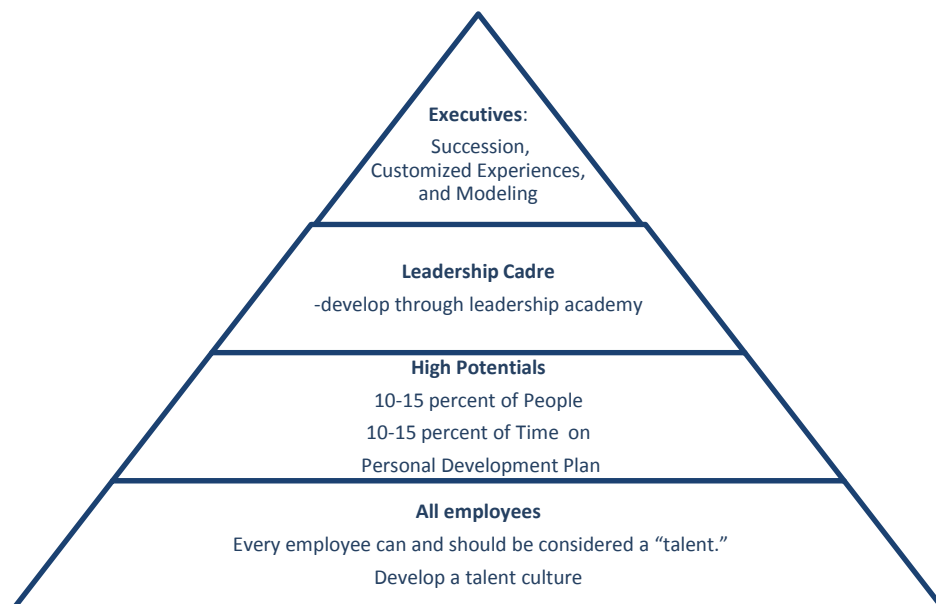 Executives:
Succession,
Customized Experiences,
and Modeling
Leadership Cadre
-develop through leadership academy
High Potentials
10-15 percent of People
10-15 percent of Time on
Personal Development Plan
All employees
Every employee can and should be considered a “talent.”
Develop a talent culture